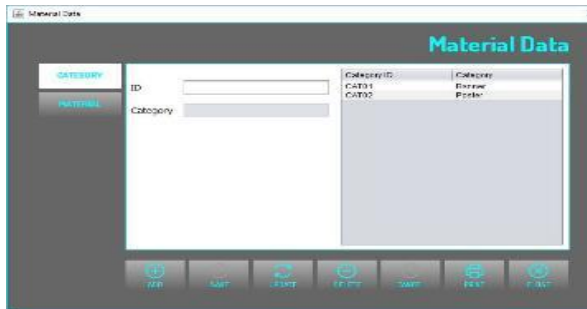 Material Data
Material Data
CATEGORY
MATERIAL
ID
Category
Category ID Category
CAT01 Banner
CAT02 Poster
ADD
SAVE
UPDATE
DELETE
PRINT
CLOSE